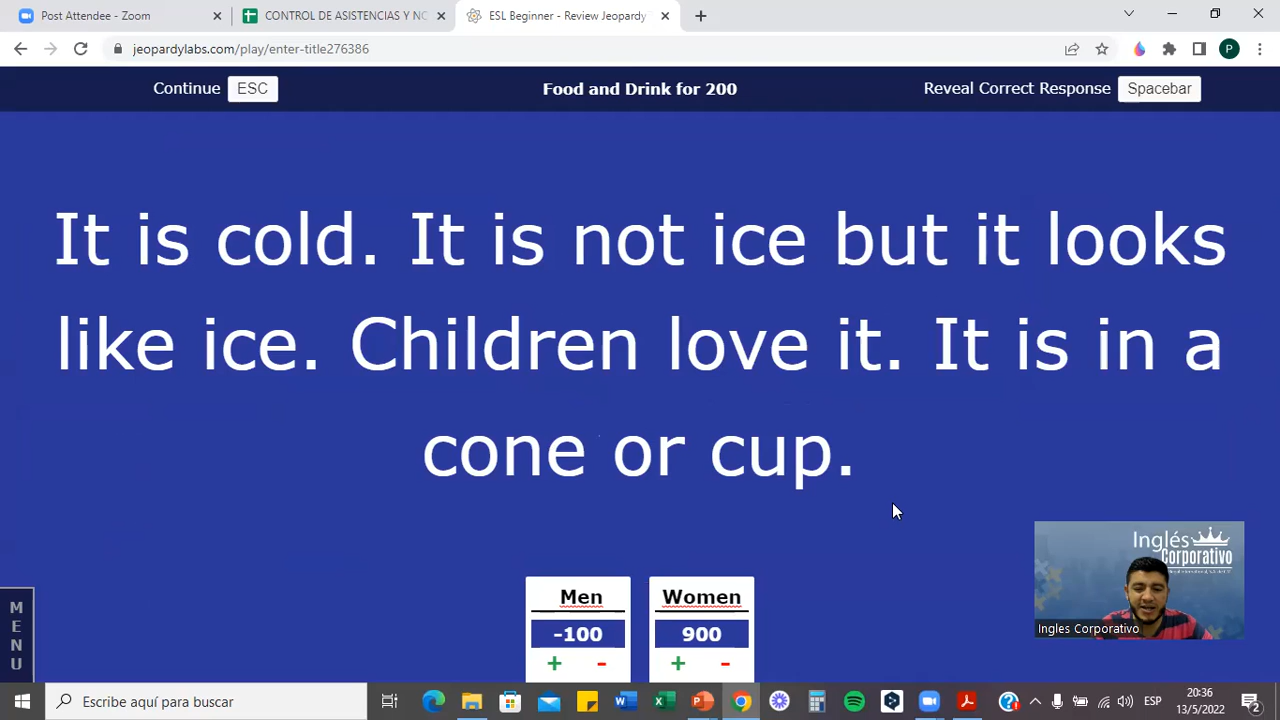 Post Attendee - Zoom
CONTROL DE ASISTENCIAS Y NO
ESL Beginner - Review Jeopardy
jeopardylabs.com/play/enter-title276386
P
Continue ESC
Food and Drink for 200
Reveal Correct Response Spacebar
It is cold. It is not ice but it looks
like ice. Children love it. It is in a
cone or cup.
MENU
Men
-100
+ -
Women
900
+ -
Inglés
Corporativo
Ingles Corporativo
Escribe aquí para buscar
ESP
20:36
13/5/2022
2